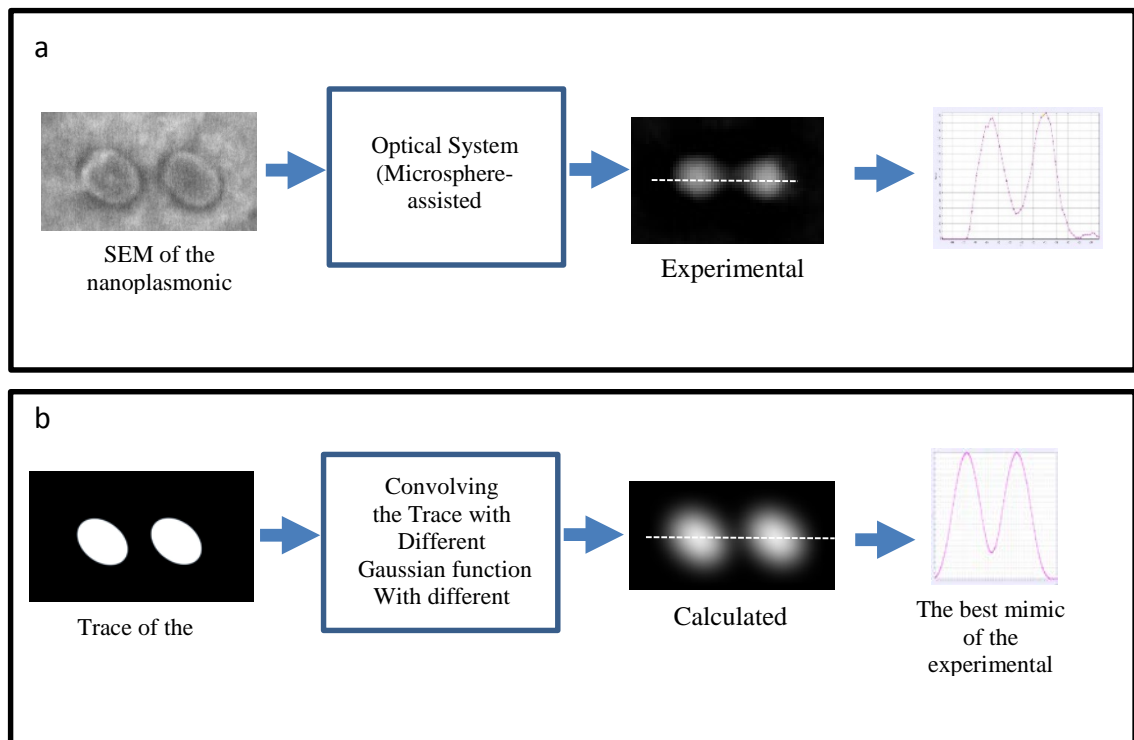 a
Optical System
(Microsphere-
assisted
SEM of the
nanoplasmonic
Experimental
b
Convolving
the Trace with
Different
Gaussian function
With different
Trace of the
Calculated
The best mimic
of the
experimental